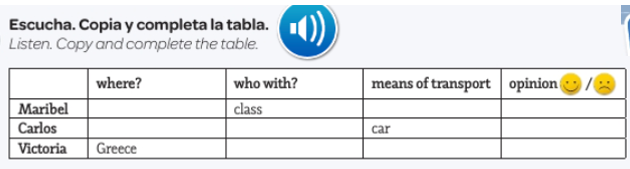 Escucha. Copia y completa la tabla.
Listen. Copy and complete the table.
where? who with? means of transport opinion /
Maribel class
Carlos car
Victoria Greece